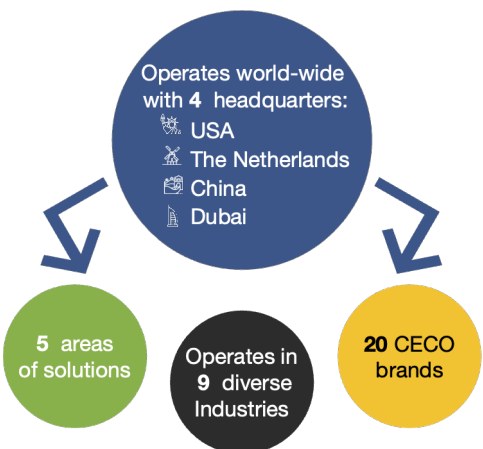 Operates world-wide
with 4 headquarters:
USA
The Netherlands
China
Dubai
5 areas
of solutions
Operates in
9 diverse
Industries
20 CECO
brands